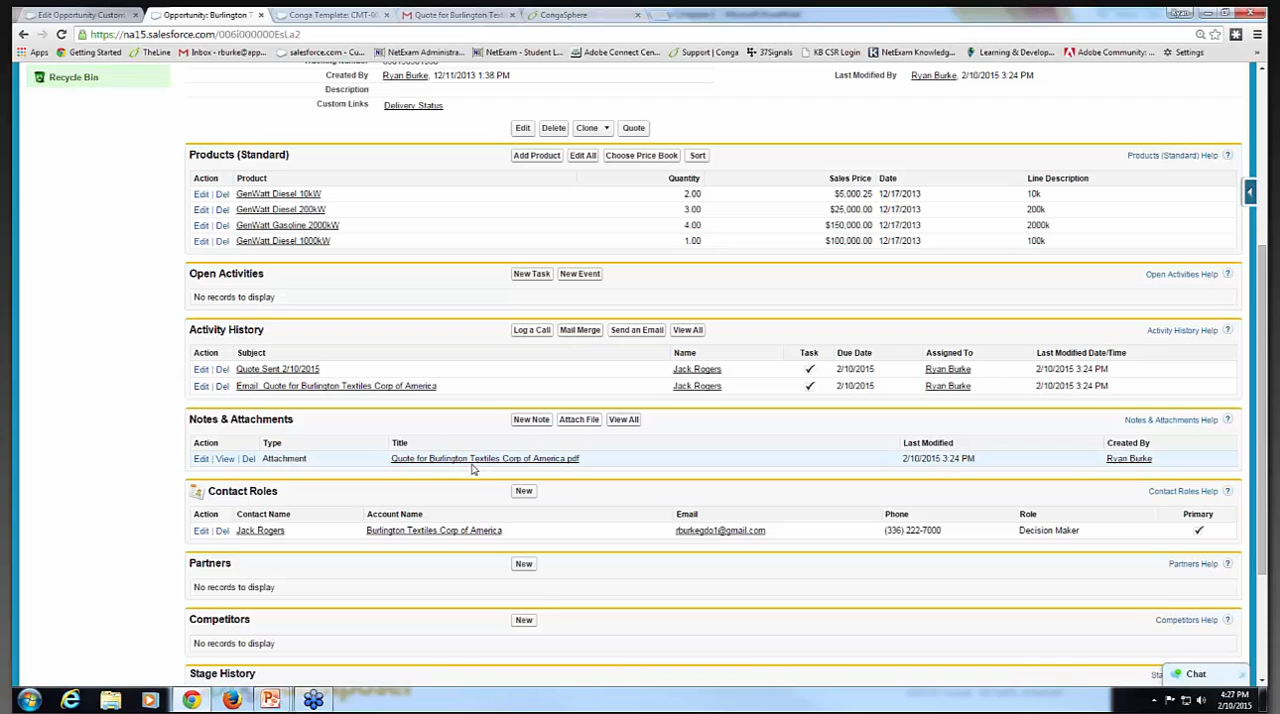 Edit Opportunity Custom
Opportunity: Burlington T
Conga Template: CMT-00
Quote for Burlington Text
CongaSphere
Microsoft PowerPoint
Ryan
https://na15.salesforce.com/006i000000EsLa2
Apps
Getting Started
TheLine
Inbox - rburke@appo...
salesforce.com - Cu...
NetExam Administra...
NetExam - Student L...
Adobe Connect Cen...
Support | Conga
37Signals
KB CSR Login
NetExam Knowledg...
Learning & Develop...
Adobe Community: ...
Settings
Recycle Bin
Created By Ryan Burke, 12/11/2013 1:38 PM
Last Modified By Ryan Burke, 2/10/2015 3:24 PM
Description
Custom Links Delivery Status
Edit Delete Clone Quote
Products (Standard)
Add Product Edit All Choose Price Book Sort
Products (Standard) Help ?
Action Product Quantity Sales Price Date Line Description
Edit | Del GenWatt Diesel 10kW 2.00 $5,000.25 12/17/2013 10k
Edit | Del GenWatt Diesel 200kW 3.00 $25,000.00 12/17/2013 200k
Edit | Del GenWatt Gasoline 2000kW 4.00 $150,000.00 12/17/2013 2000k
Edit | Del GenWatt Diesel 1000kW 1.00 $100,000.00 12/17/2013 100k
Open Activities
New Task New Event
Open Activities Help ?
No records to display
Activity History
Log a Call Mail Merge Send an Email View All
Activity History Help ?
Action Subject Name Task Due Date Assigned To Last Modified Date/Time
Edit | Del Quote Sent 2/10/2015 Jack Rogers ✓ 2/10/2015 Ryan Burke 2/10/2015 3:24 PM
Edit | Del Email: Quote for Burlington Textiles Corp of America Jack Rogers ✓ 2/10/2015 Ryan Burke 2/10/2015 3:24 PM
Notes & Attachments
New Note Attach File View All
Notes & Attachments Help ?
Action Type Title Last Modified Created By
Edit | View | Del Attachment Quote for Burlington Textiles Corp of America.pdf 2/10/2015 3:24 PM Ryan Burke
Contact Roles
New
Contact Roles Help ?
Action Contact Name Account Name Email Phone Role Primary
Edit | Del Jack Rogers Burlington Textiles Corp of America rburkegdo1@gmail.com (336) 222-7000 Decision Maker ✓
Partners
New
Partners Help ?
No records to display
Competitors
New
Competitors Help ?
No records to display
Stage History
Sta
Chat
4:27 PM
2/10/2015